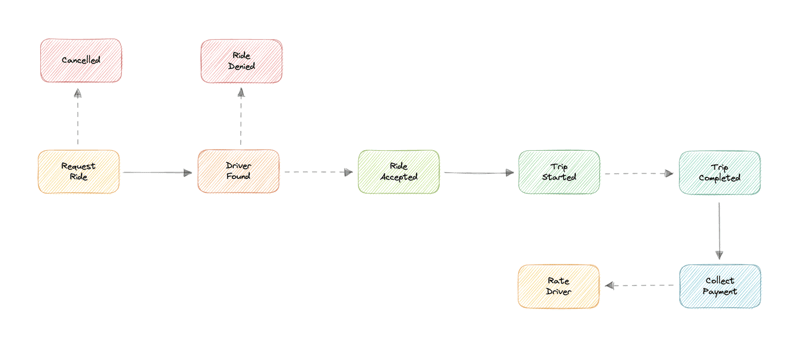 Cancelled
Ride
Denied
Request
Ride
Driver
Found
Ride
Accepted
Trip
Started
Trip
Completed
Rate
Driver
Collect
Payment